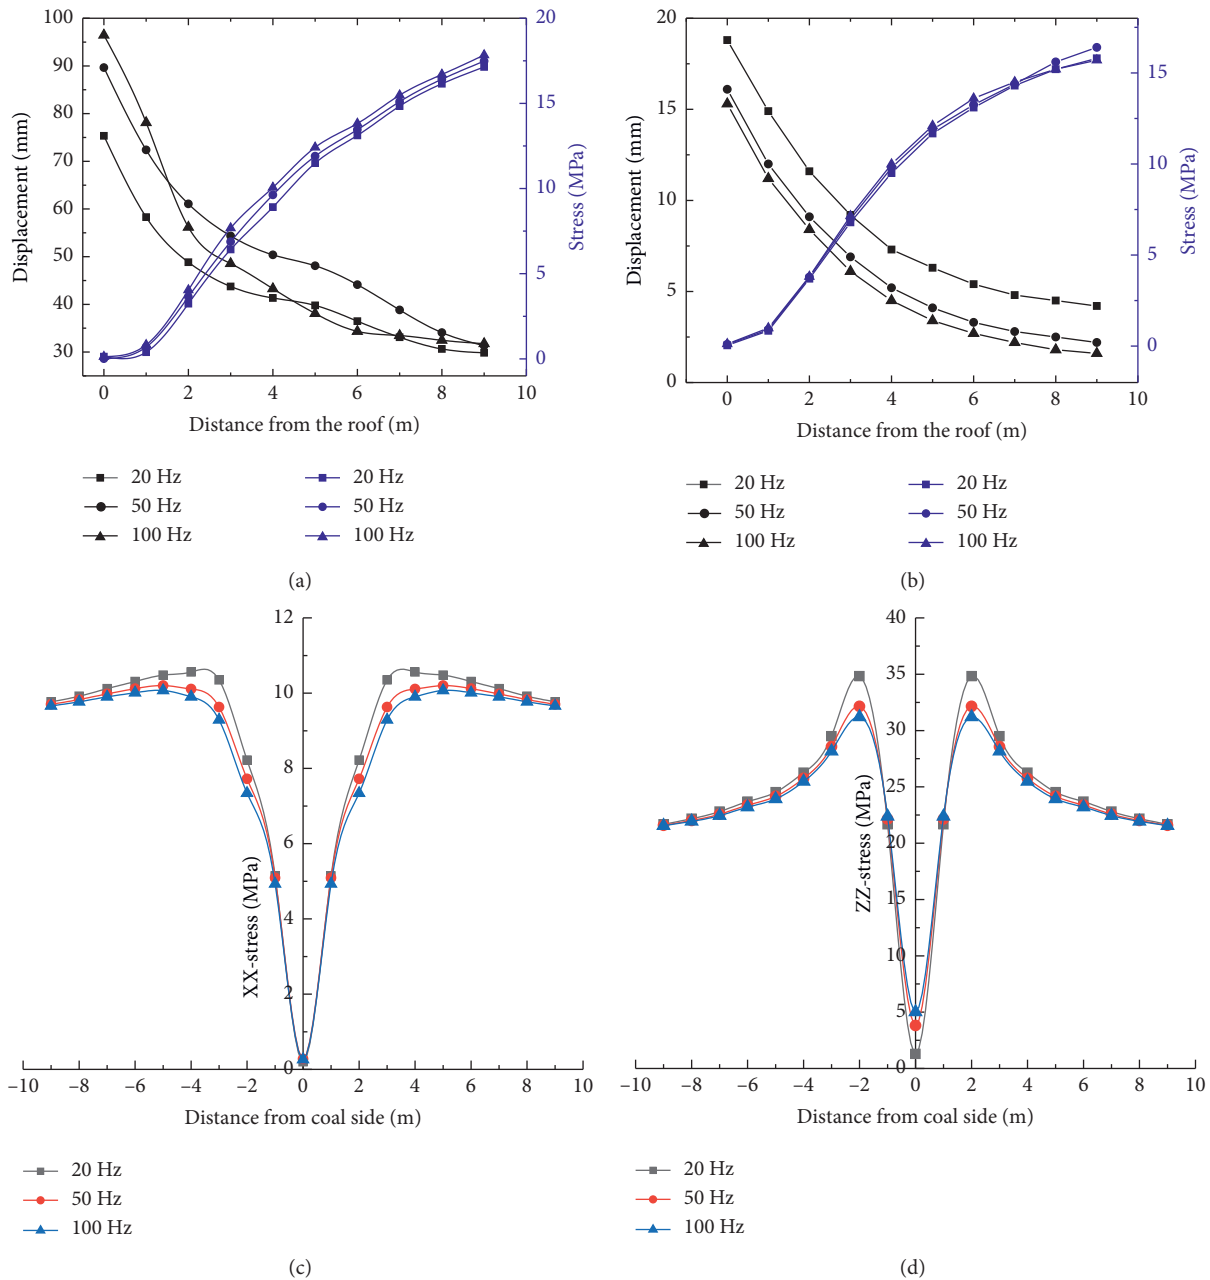 100
90
80
70
60
50
40
30
Displacement (mm)
20
15
10
5
0
Stress (MPa)
0 2 4 6 8 10
Distance from the roof (m)
20 Hz 20 Hz
50 Hz 50 Hz
100 Hz 100 Hz
(a)
20
15
10
5
0
Displacement (mm)
15
10
5
0
Stress (MPa)
0 2 4 6 8 10
Distance from the roof (m)
20 Hz 20 Hz
50 Hz 50 Hz
100 Hz 100 Hz
(b)
12
10
8
6
4
2
0
XX-stress (MPa)
–10 –8 –6 –4 –2 0 2 4 6 8 10
Distance from coal side (m)
20 Hz
50 Hz
100 Hz
(c)
40
35
30
25
20
15
10
5
0
ZZ-stress (MPa)
–10 –8 –6 –4 –2 0 2 4 6 8 10
Distance from coal side (m)
20 Hz
50 Hz
100 Hz
(d)